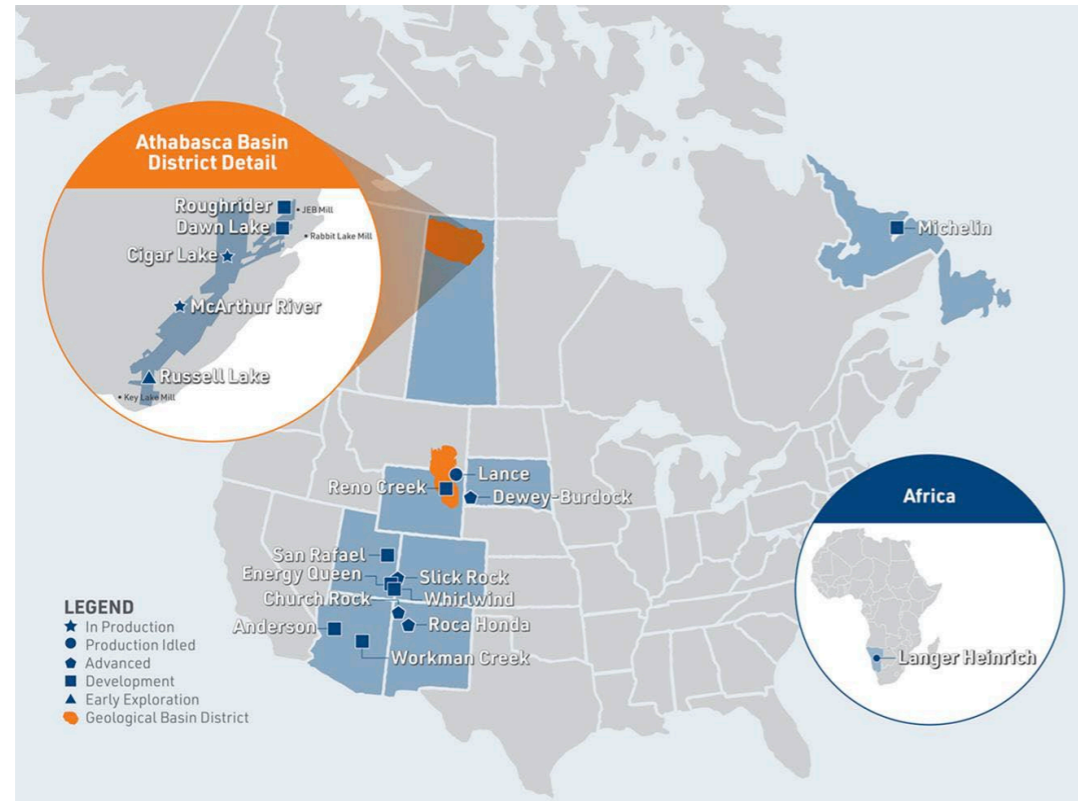 Athabasca Basin
District Detail
Roughrider
JEB Mill
Dawn Lake
Rabbit Lake Mill
Cigar Lake
McArthur River
Russell Lake
Key Lake Mill
Michelin
Lance
Reno Creek
Dewey-Burdock
San Rafael
Energy Queen
Slick Rock
Church Rock
Whirlwind
Anderson
Roca Honda
Workman Creek
Africa
Langer Heinrich
LEGEND
In Production
Production Idled
Advanced
Development
Early Exploration
Geological Basin District